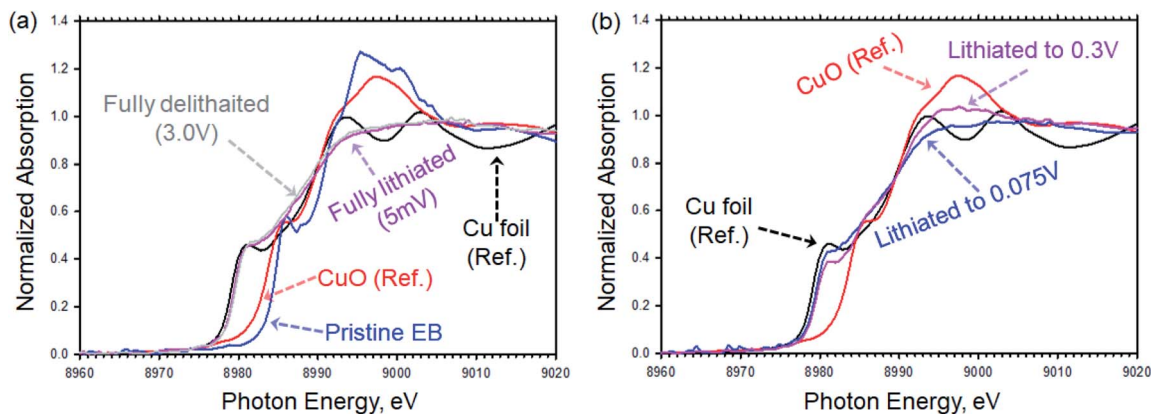 (a)
1.4
1.2
1.0
0.8
0.6
0.4
0.2
0.0
Normalized Absorption
Fully delithaited
(3.0V)
Fully lithiated
(5mV)
Cu foil
(Ref.)
CuO (Ref.)
Pristine EB
8960
8970
8980
8990
9000
9010
9020
Photon Energy, eV
(b)
1.4
1.2
1.0
0.8
0.6
0.4
0.2
0.0
Normalized Absorption
Lithiated to 0.3V
CuO (Ref.)
Cu foil
(Ref.)
Lithiated to 0.075V
8960
8970
8980
8990
9000
9010
9020
Photon Energy, eV